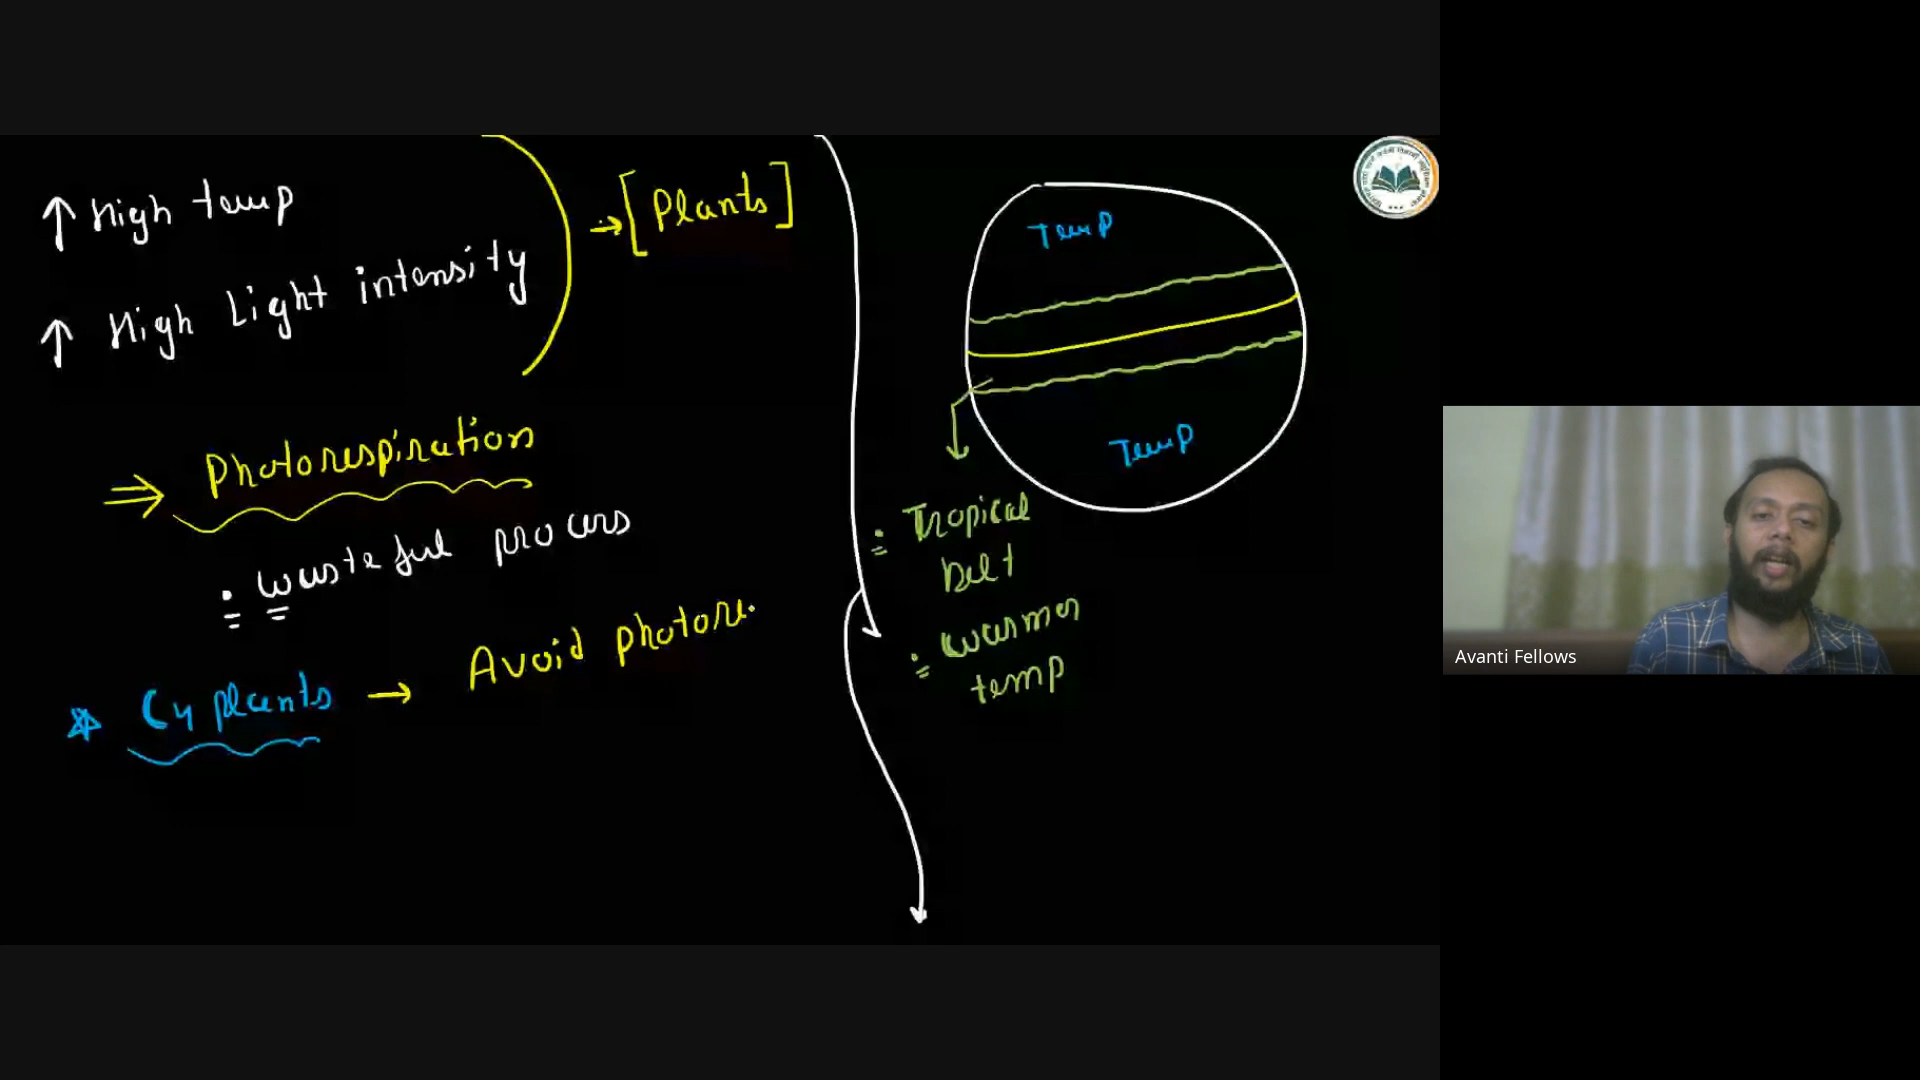 ↑ High temp
↑ High Light intensity
→ [Plants]
⇒ Photorespiration
: Wasteful process
* C4 plants → Avoid photore.
Temp
Temp
: Tropical
belt
: warmer
temp
Avanti Fellows